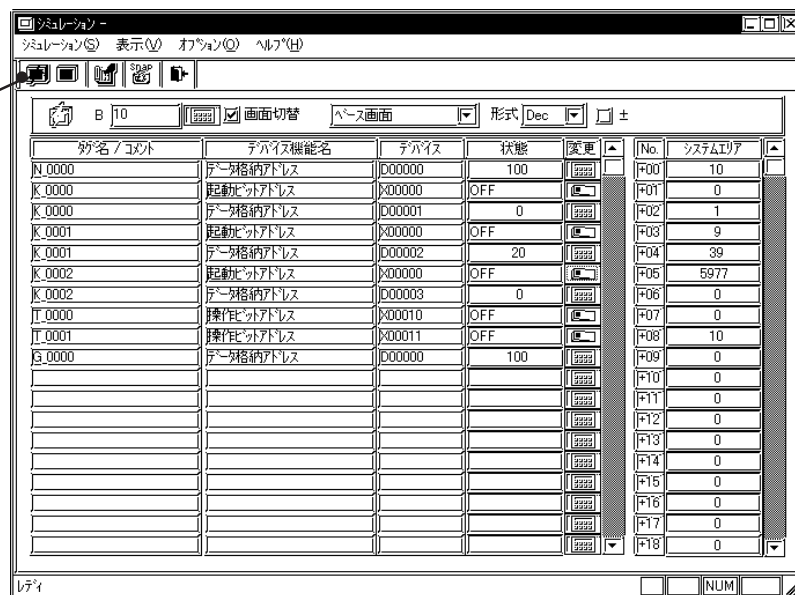 シミュレーション -
シミュレーション(S) 表示(V) オプション(O) ヘルプ(H)
SNAP
B 10 画面切替 ベース画面 形式 Dec ±
タグ名 / コメント デバイス機能名 デバイス 状態 変更 No. システムエリア
N_0000 データ格納アドレス D00000 100 +00 10
K_0000 起動ビットアドレス X00000 OFF +01 0
K_0000 データ格納アドレス D00001 0 +02 1
K_0001 起動ビットアドレス X00000 OFF +03 9
K_0001 データ格納アドレス D00002 20 +04 39
K_0002 起動ビットアドレス X00000 OFF +05 5977
K_0002 データ格納アドレス D00003 0 +06 0
T_0000 操作ビットアドレス X00010 OFF +07 0
T_0001 操作ビットアドレス X00011 OFF +08 10
G_0000 データ格納アドレス D00000 100 +09 0
+10 0
+11 0
+12 0
+13 0
+14 0
+15 0
+16 0
+17 0
+18 0
レディ NUM